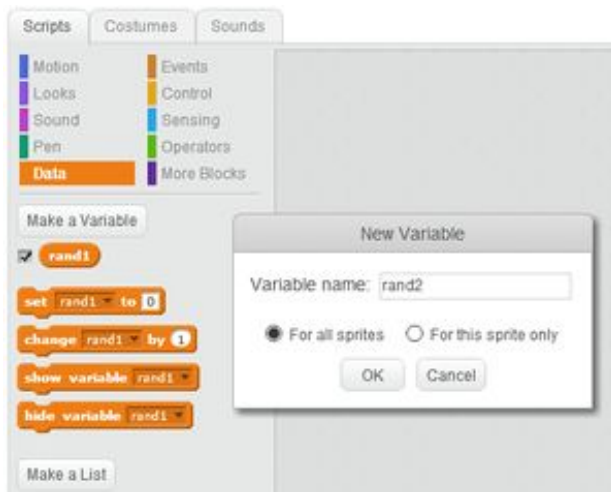 Scripts Costumes Sounds
Motion Events
Looks Control
Sound Sensing
Pen Operators
Data More Blocks
Make a Variable
rand1
set rand1 to 0
change rand1 by 1
show variable rand1
hide variable rand1
Make a List
New Variable
Variable name: rand2
For all sprites For this sprite only
OK Cancel